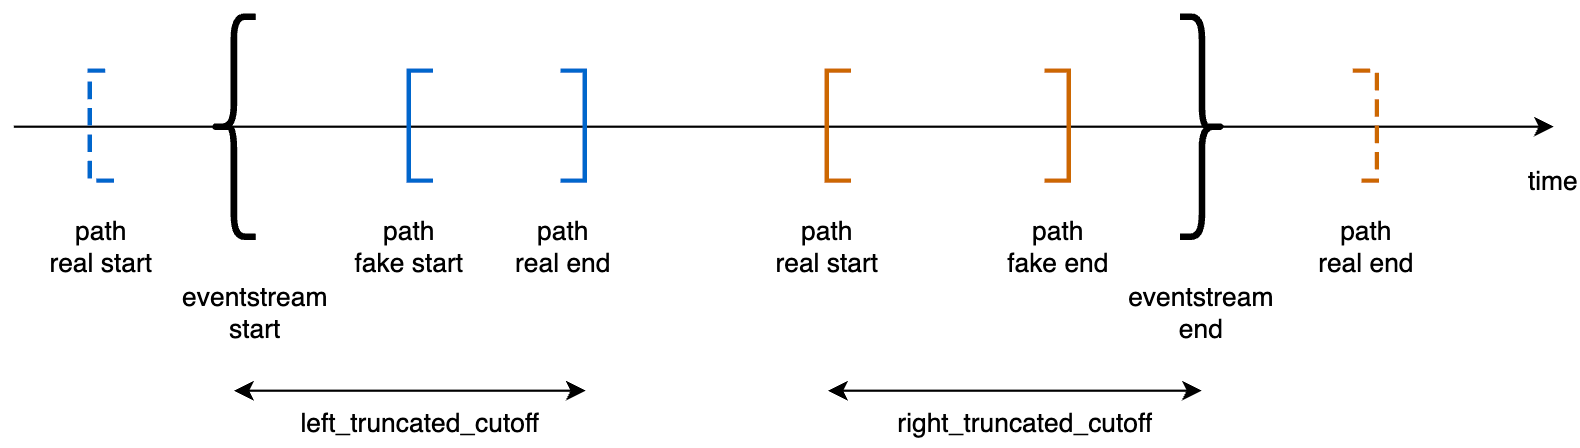 time
path
real start
path
fake start
path
real end
path
real start
path
fake end
path
real end
eventstream
start
eventstream
end
left_truncated_cutoff
right_truncated_cutoff